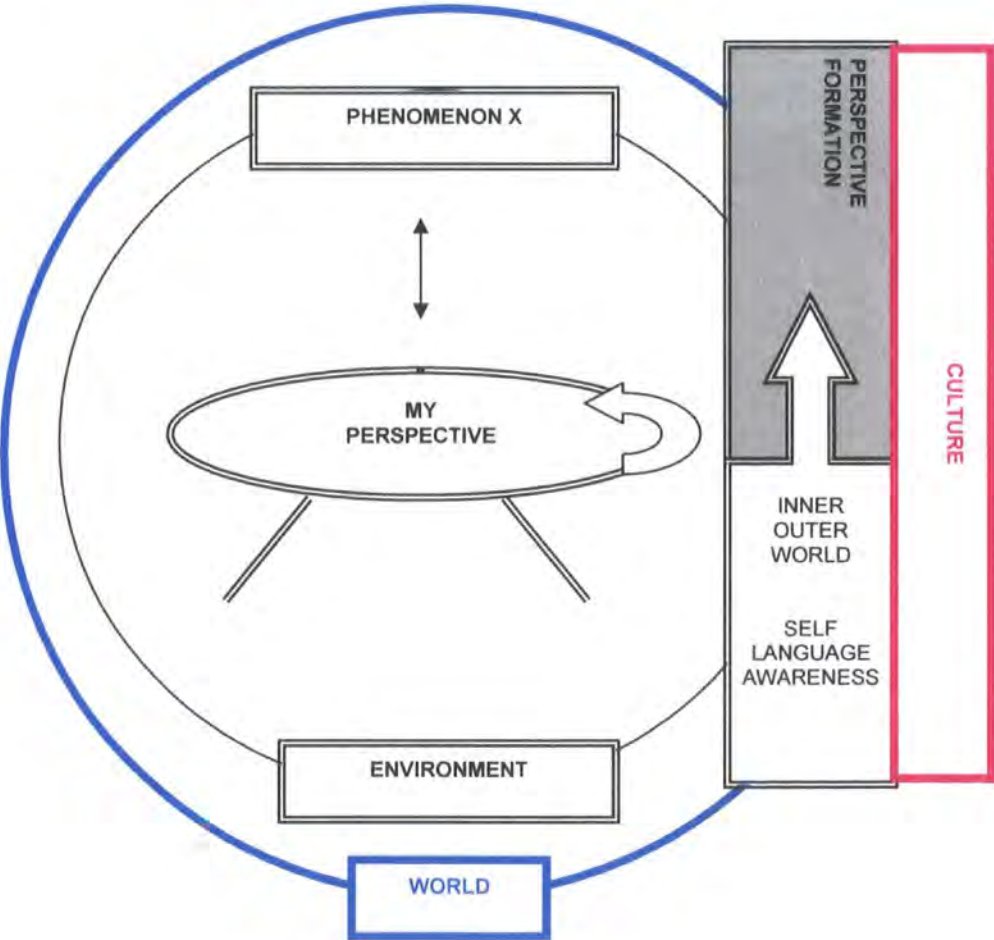 PHENOMENON X
PERSPECTIVE
FORMATION
MY
PERSPECTIVE
CULTURE
INNER
OUTER
WORLD
SELF
LANGUAGE
AWARENESS
ENVIRONMENT
WORLD